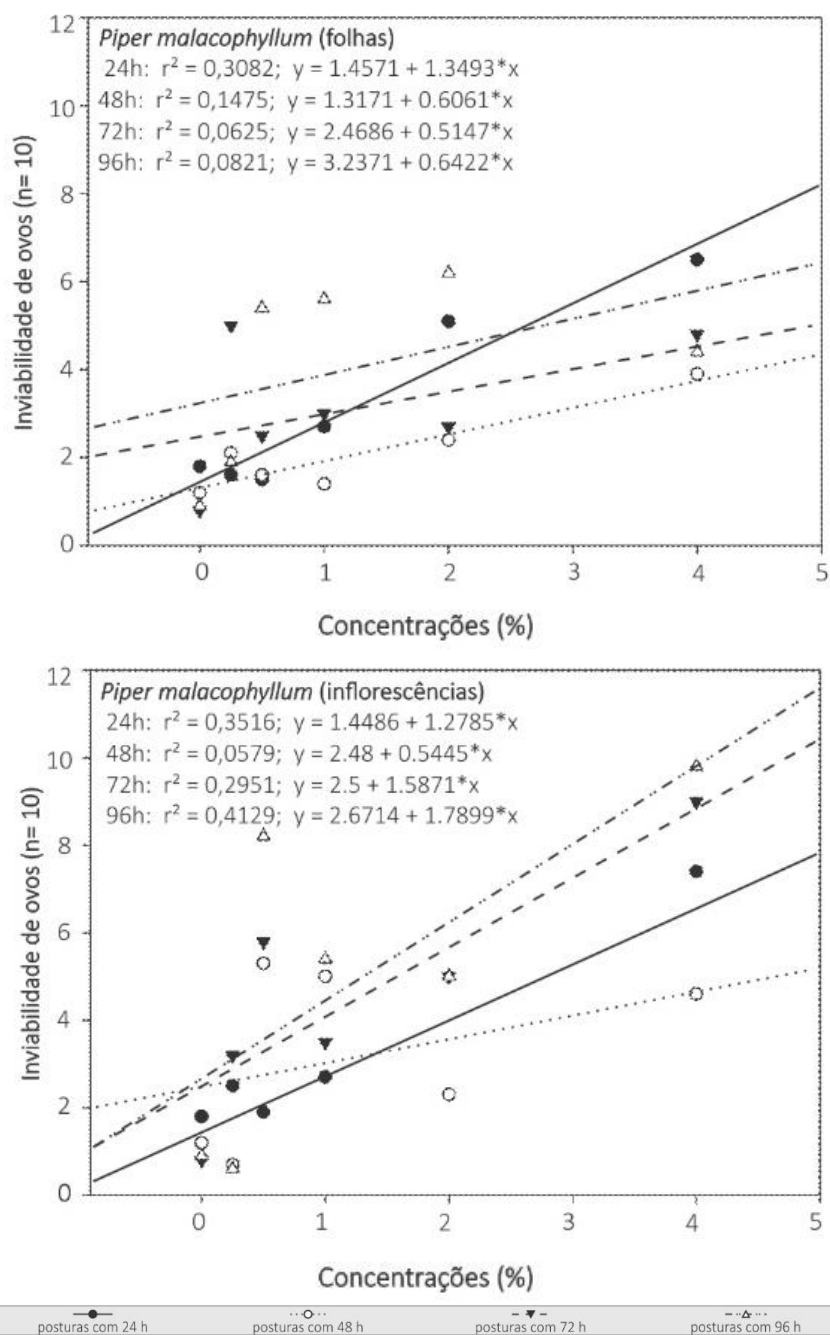 12
Piper malacophyllum (folhas)
24h: r² = 0,3082; y = 1.4571 + 1.3493*x
48h: r² = 0,1475; y = 1.3171 + 0.6061*x
72h: r² = 0,0625; y = 2.4686 + 0.5147*x
96h: r² = 0,0821; y = 3.2371 + 0.6422*x
10
8
6
4
2
0
Inviabilidade de ovos (n= 10)
0 1 2 3 4 5
Concentrações (%)
12
Piper malacophyllum (inflorescências)
24h: r² = 0,3516; y = 1.4486 + 1.2785*x
48h: r² = 0,0579; y = 2.48 + 0.5445*x
72h: r² = 0,2951; y = 2.5 + 1.5871*x
96h: r² = 0,4129; y = 2.6714 + 1.7899*x
10
8
6
4
2
0
Inviabilidade de ovos (n= 10)
0 1 2 3 4 5
Concentrações (%)
posturas com 24 h posturas com 48 h posturas com 72 h posturas com 96 h